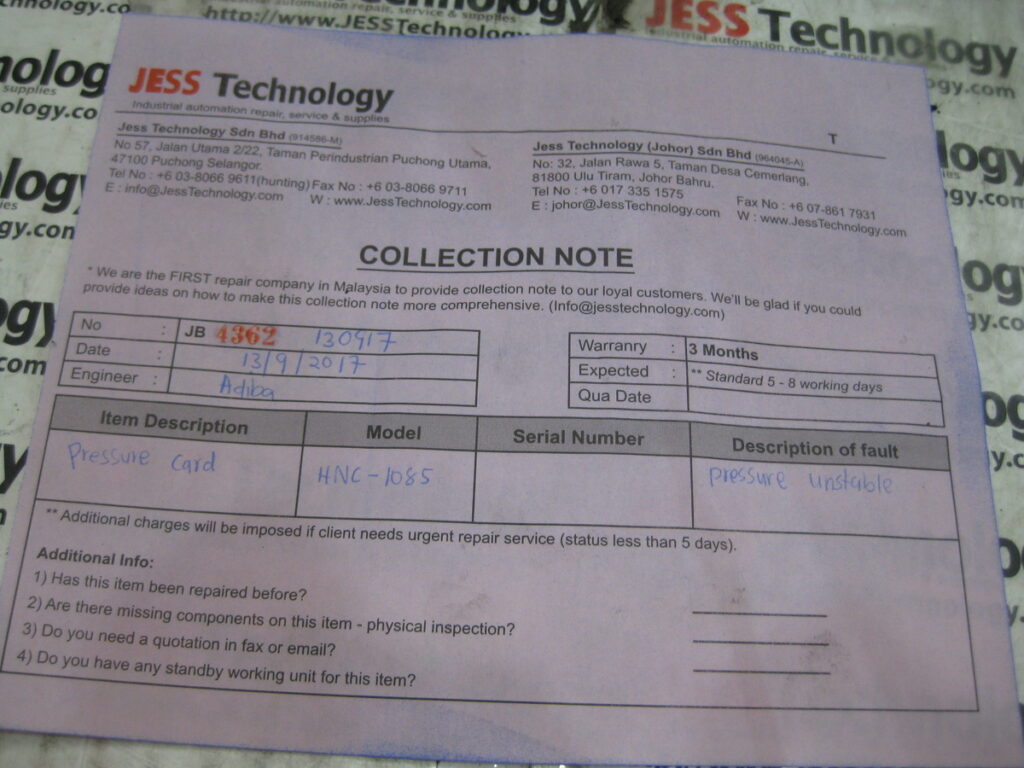 http://www.JESSTechnology.com
JESS Technology
Industrial automation repair, service & supplies
JESS Technology
Industrial automation repair, service & supplies
T
Jess Technology Sdn Bhd (914586-M)
No 57, Jalan Utama 2/22, Taman Perindustrian Puchong Utama,
47100 Puchong Selangor.
Tel No : +6 03-8066 9611(hunting) Fax No : +6 03-8066 9711
E : info@JessTechnology.com W : www.JessTechnology.com
Jess Technology (Johor) Sdn Bhd (964045-A)
No: 32, Jalan Rawa 5, Taman Desa Cemerlang,
81800 Ulu Tiram, Johor Bahru.
Tel No : +6 017 335 1575 Fax No : +6 07-861 7931
E : johor@JessTechnology.com W : www.JessTechnology.com
COLLECTION NOTE
* We are the FIRST repair company in Malaysia to provide collection note to our loyal customers. We'll be glad if you could
provide ideas on how to make this collection note more comprehensive. (Info@jesstechnology.com)
No : JB 4362 130917
Date : 13/9/2017
Engineer : Adiba
Warranry : 3 Months
Expected : ** Standard 5 - 8 working days
Qua Date
Item Description Model Serial Number Description of fault
Pressure Card HNC-1085 pressure unstable
** Additional charges will be imposed if client needs urgent repair service (status less than 5 days).
Additional Info:
1) Has this item been repaired before?
2) Are there missing components on this item - physical inspection?
3) Do you need a quotation in fax or email?
4) Do you have any standby working unit for this item?